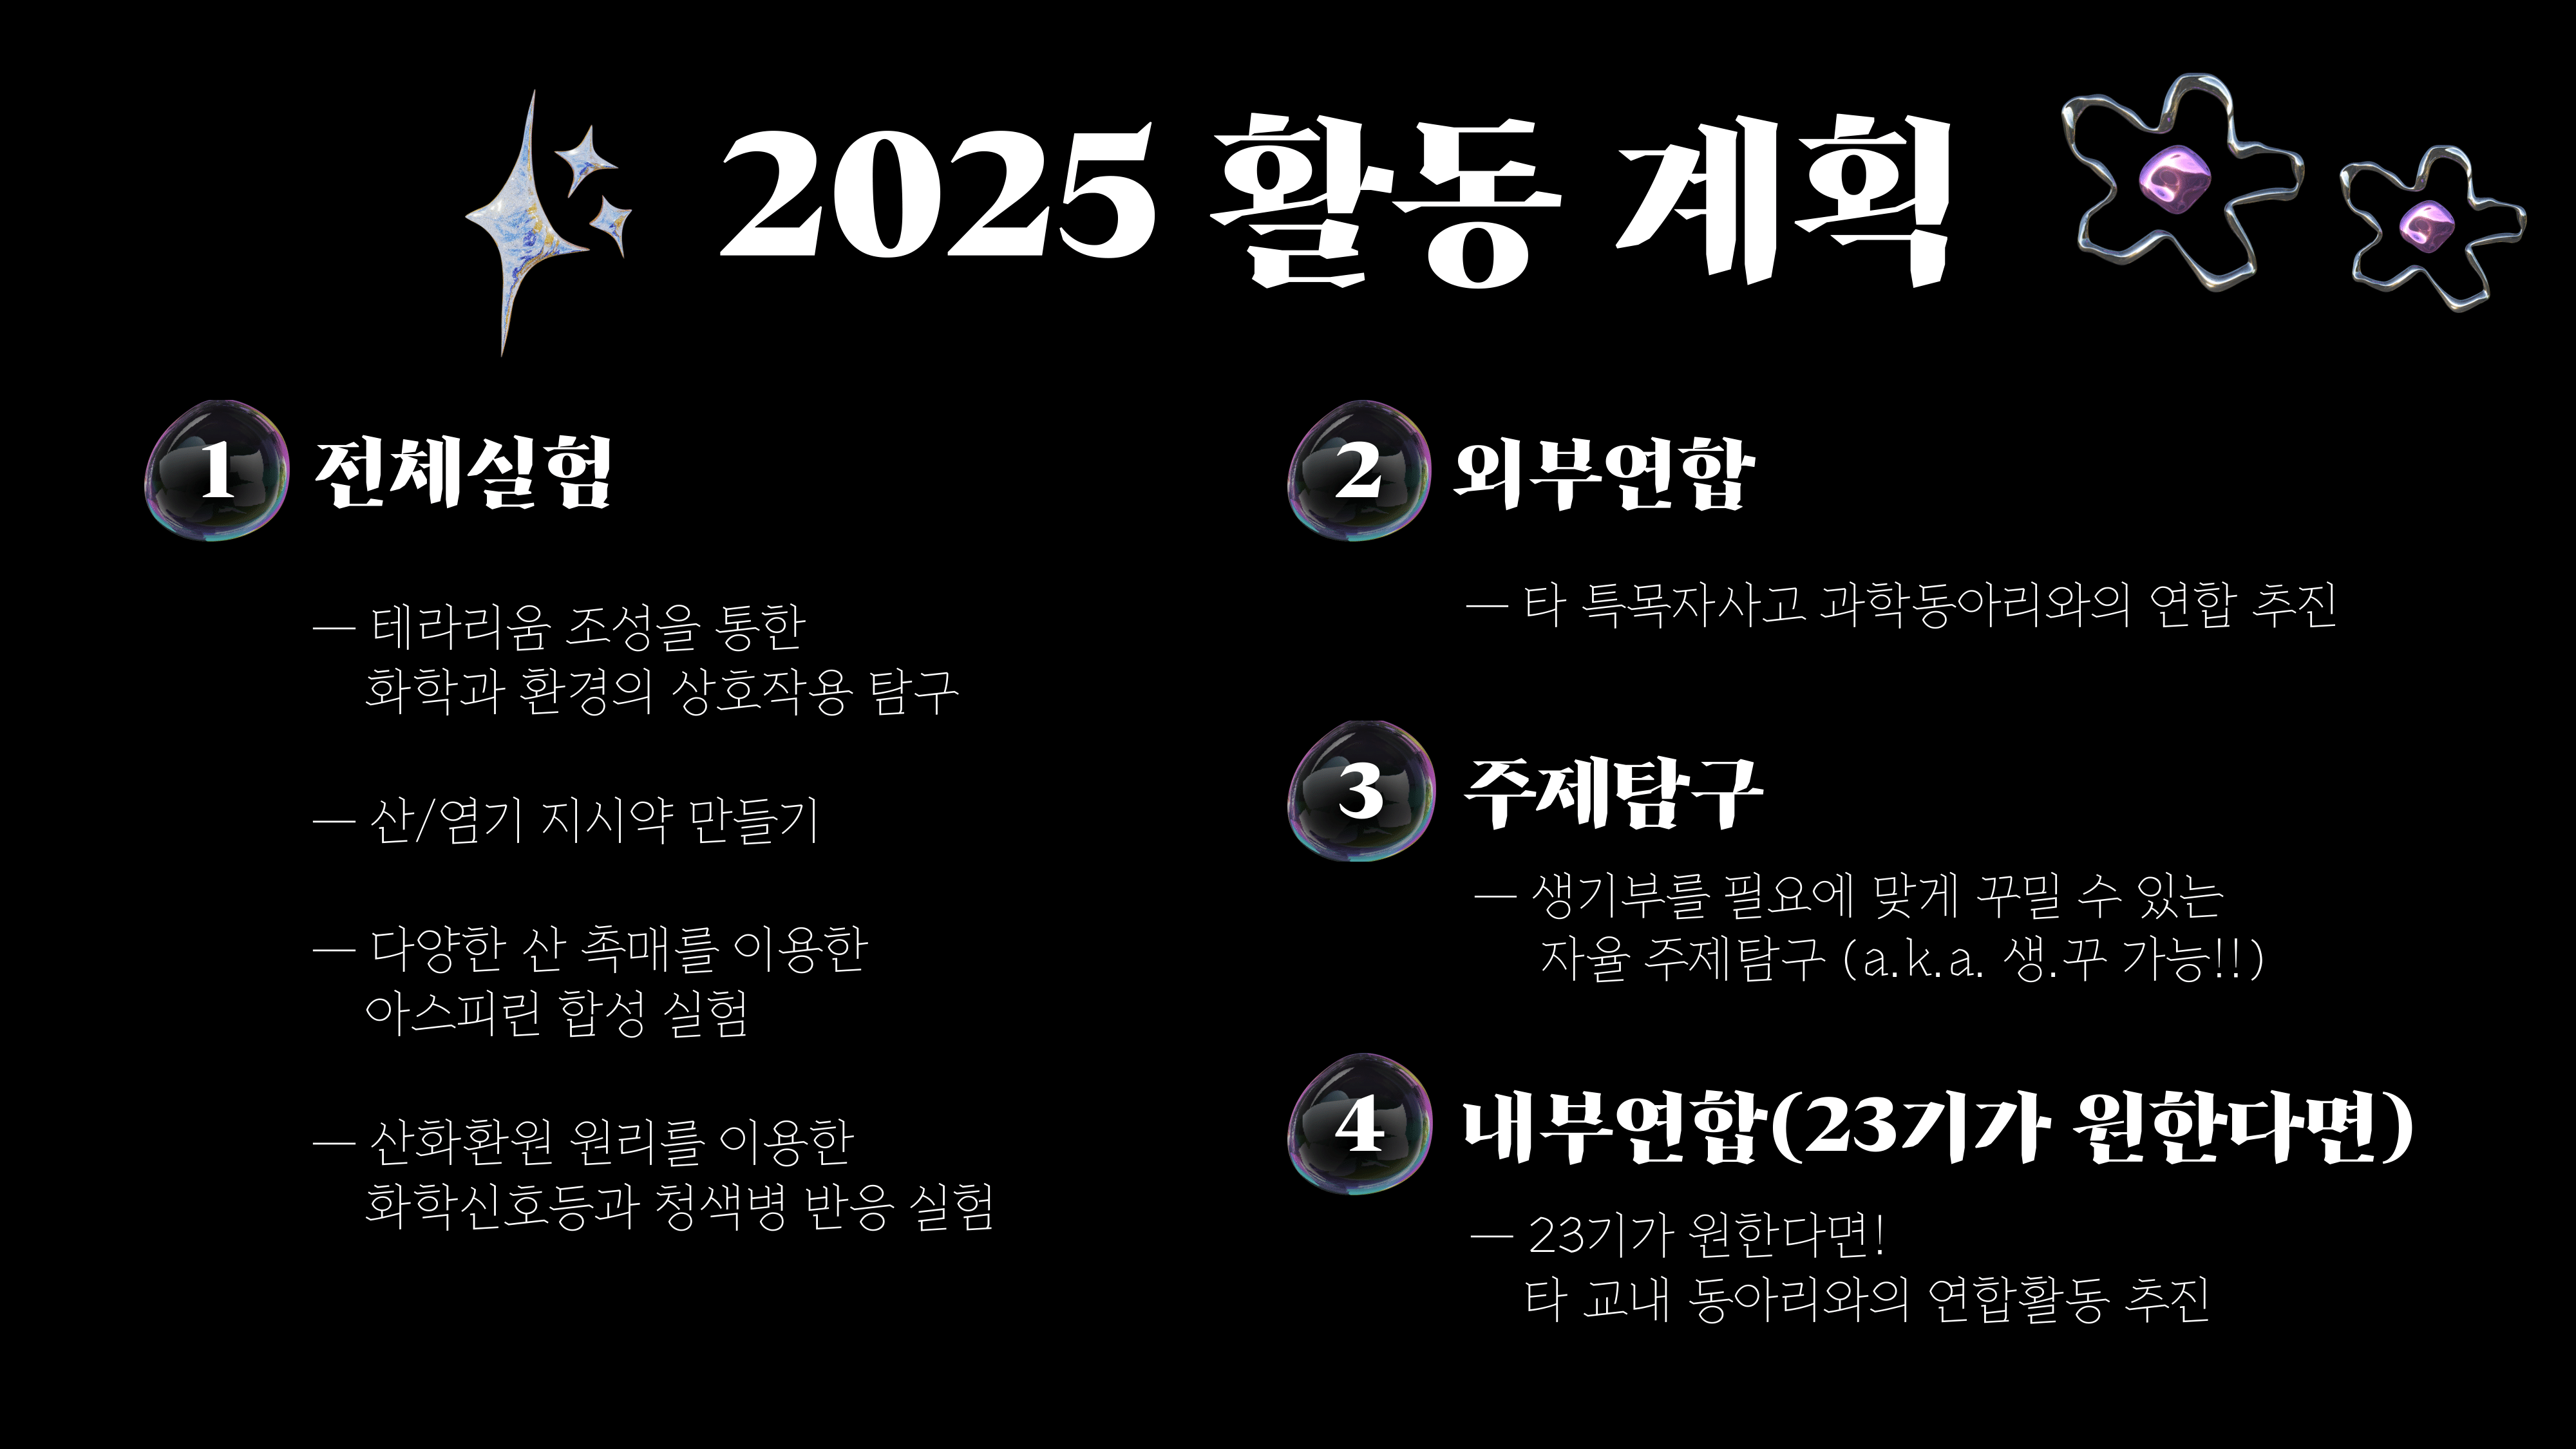 2025 활동 계획
1 전체실험
— 테라리움 조성을 통한
화학과 환경의 상호작용 탐구
— 산/염기 지시약 만들기
— 다양한 산 촉매를 이용한
아스피린 합성 실험
— 산화환원 원리를 이용한
화학신호등과 청색병 반응 실험
2 외부연합
— 타 특목자사고 과학동아리와의 연합 추진
3 주제탐구
— 생기부를 필요에 맞게 꾸밀 수 있는
자율 주제탐구 (a.k.a. 생.꾸 가능!!)
4 내부연합(23기가 원한다면)
— 23기가 원한다면!
타 교내 동아리와의 연합활동 추진